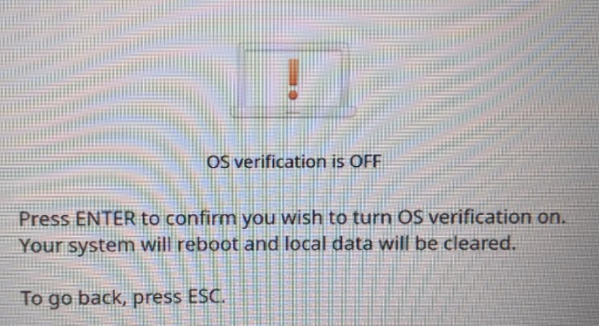 OS verification is OFF
Press ENTER to confirm you wish to turn OS verification on.
Your system will reboot and local data will be cleared.
To go back, press ESC.